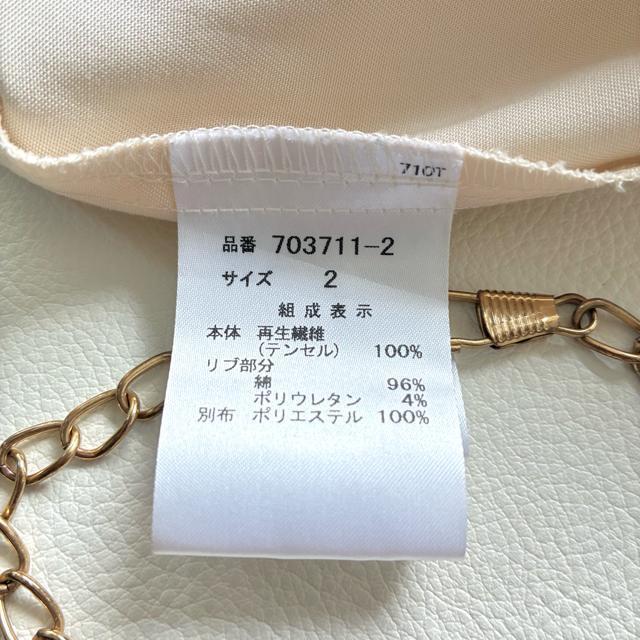 710T
品番 703711-2
サイズ 2
組成表示
本体 再生繊維
(テンセル) 100%
リブ部分
綿 96%
ポリウレタン 4%
別布 ポリエステル 100%